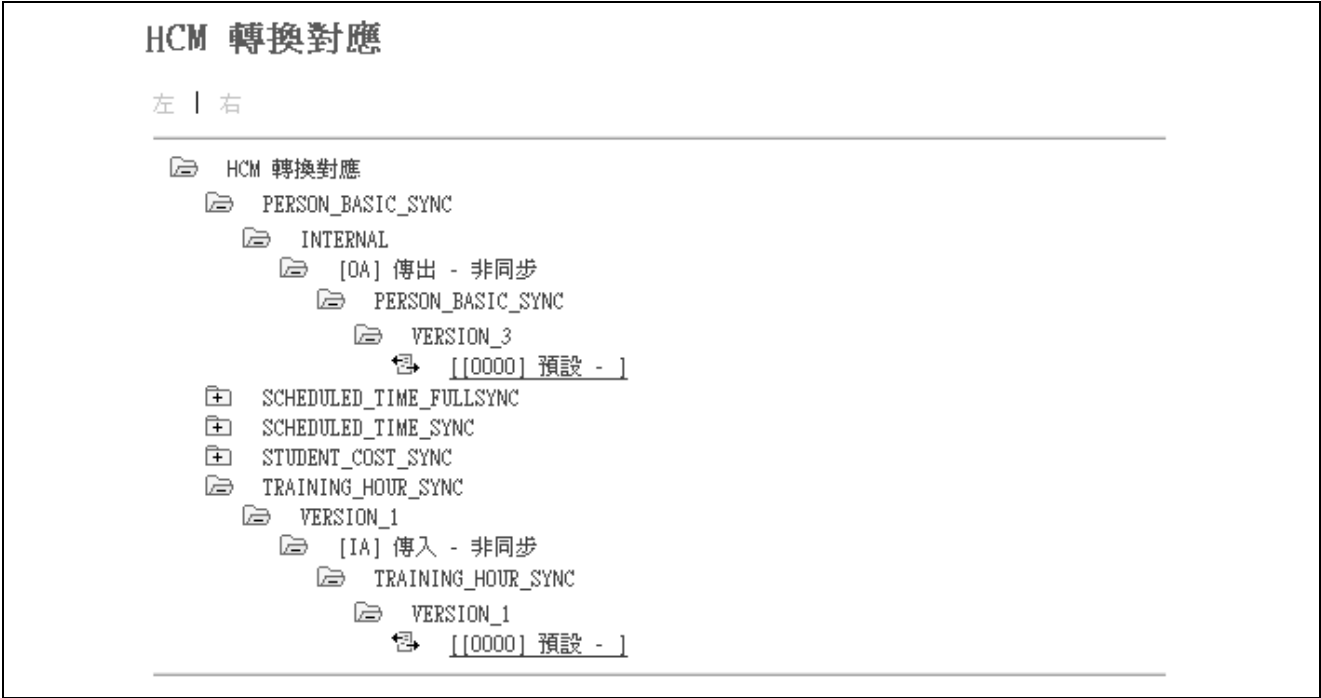 HCM 轉換對應
左 | 右
HCM 轉換對應
PERSON_BASIC_SYNC
INTERNAL
[OA] 傳出 - 非同步
PERSON_BASIC_SYNC
VERSION_3
[[0000] 預設 - ]
SCHEDULED_TIME_FULLSYNC
SCHEDULED_TIME_SYNC
STUDENT_COST_SYNC
TRAINING_HOUR_SYNC
VERSION_1
[IA] 傳入 - 非同步
TRAINING_HOUR_SYNC
VERSION_1
[[0000] 預設 - ]